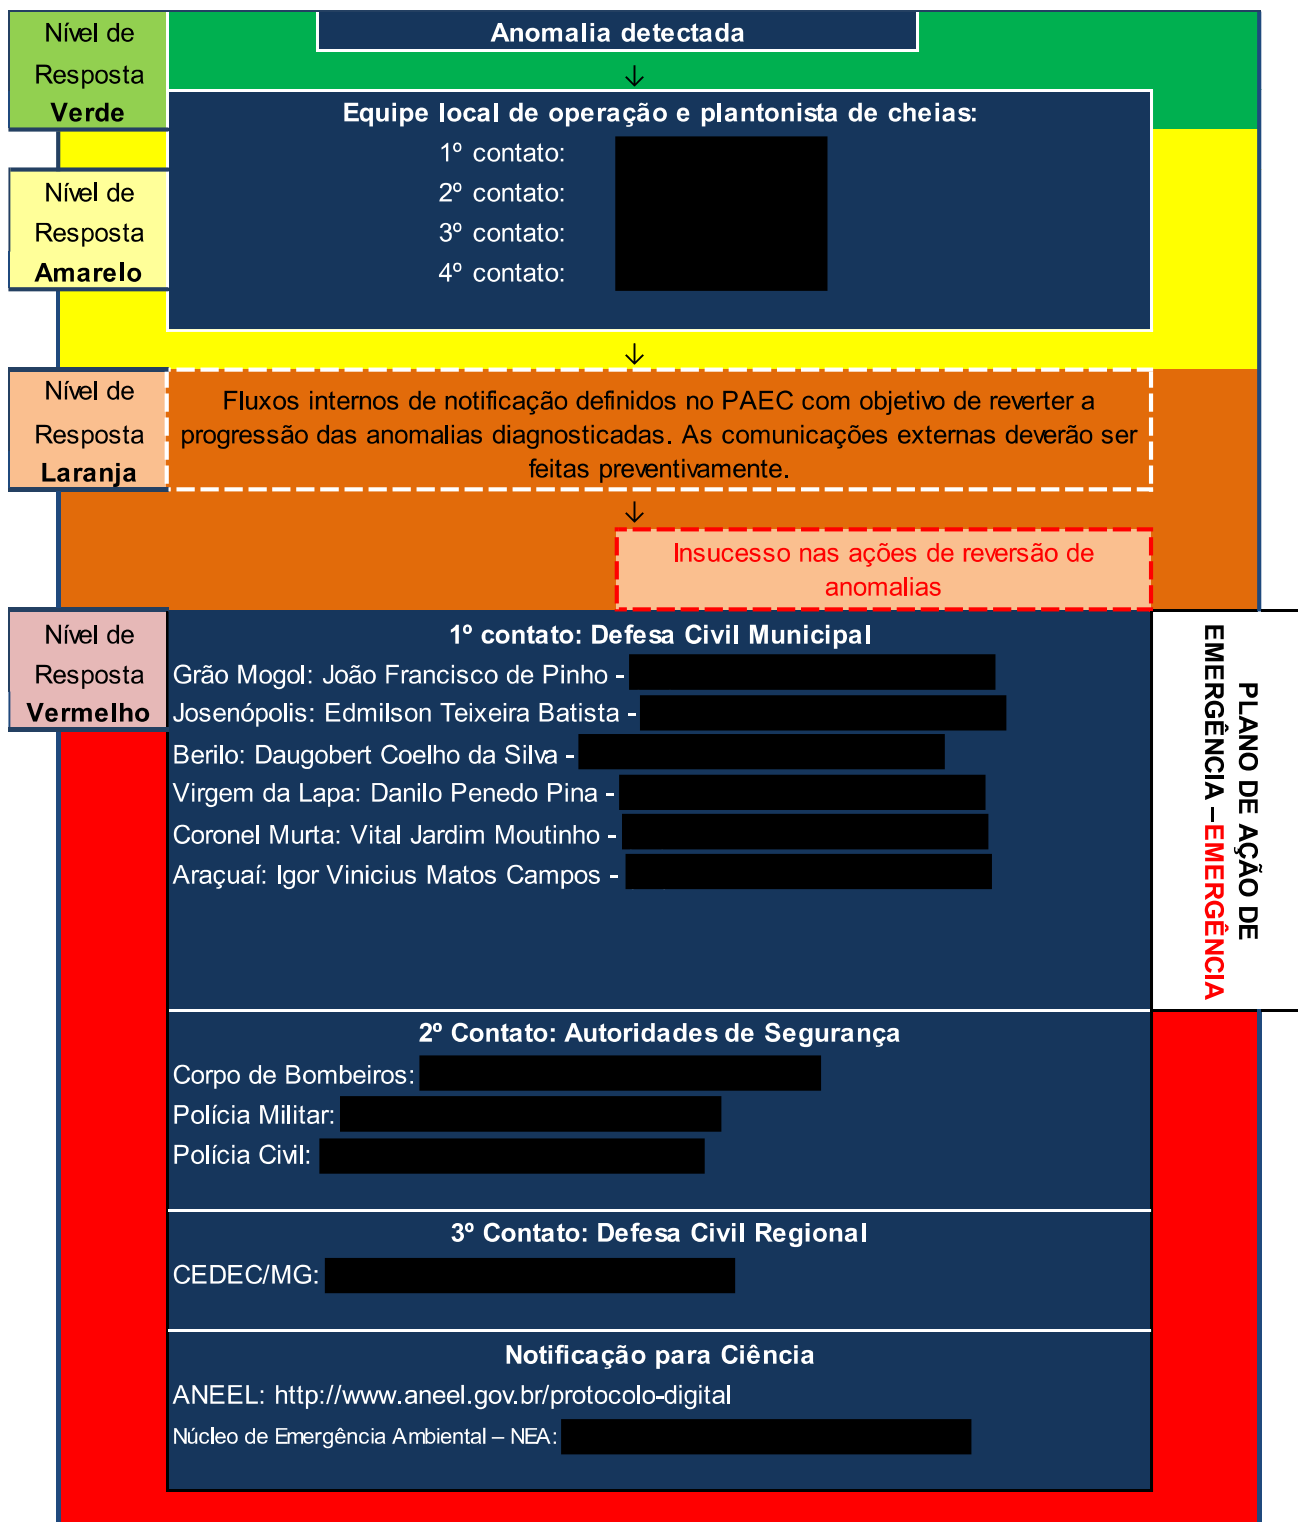 Nível de
Resposta
Verde
Anomalia detectada
↓
Equipe local de operação e plantonista de cheias:
1º contato:
2º contato:
3º contato:
4º contato:
Nível de
Resposta
Amarelo
↓
Nível de
Resposta
Laranja
Fluxos internos de notificação definidos no PAEC com objetivo de reverter a
progressão das anomalias diagnosticadas. As comunicações externas deverão ser
feitas preventivamente.
↓
Insucesso nas ações de reversão de
anomalias
Nível de
Resposta
Vermelho
1º contato: Defesa Civil Municipal
Grão Mogol: João Francisco de Pinho -
Josenópolis: Edmilson Teixeira Batista -
Berilo: Daugobert Coelho da Silva -
Virgem da Lapa: Danilo Penedo Pina -
Coronel Murta: Vital Jardim Moutinho -
Araçuaí: Igor Vinicius Matos Campos -
PLANO DE AÇÃO DE
EMERGÊNCIA –EMERGÊNCIA
2º Contato: Autoridades de Segurança
Corpo de Bombeiros:
Polícia Militar:
Polícia Civil:
3º Contato: Defesa Civil Regional
CEDEC/MG:
Notificação para Ciência
ANEEL: http://www.aneel.gov.br/protocolo-digital
Núcleo de Emergência Ambiental – NEA: